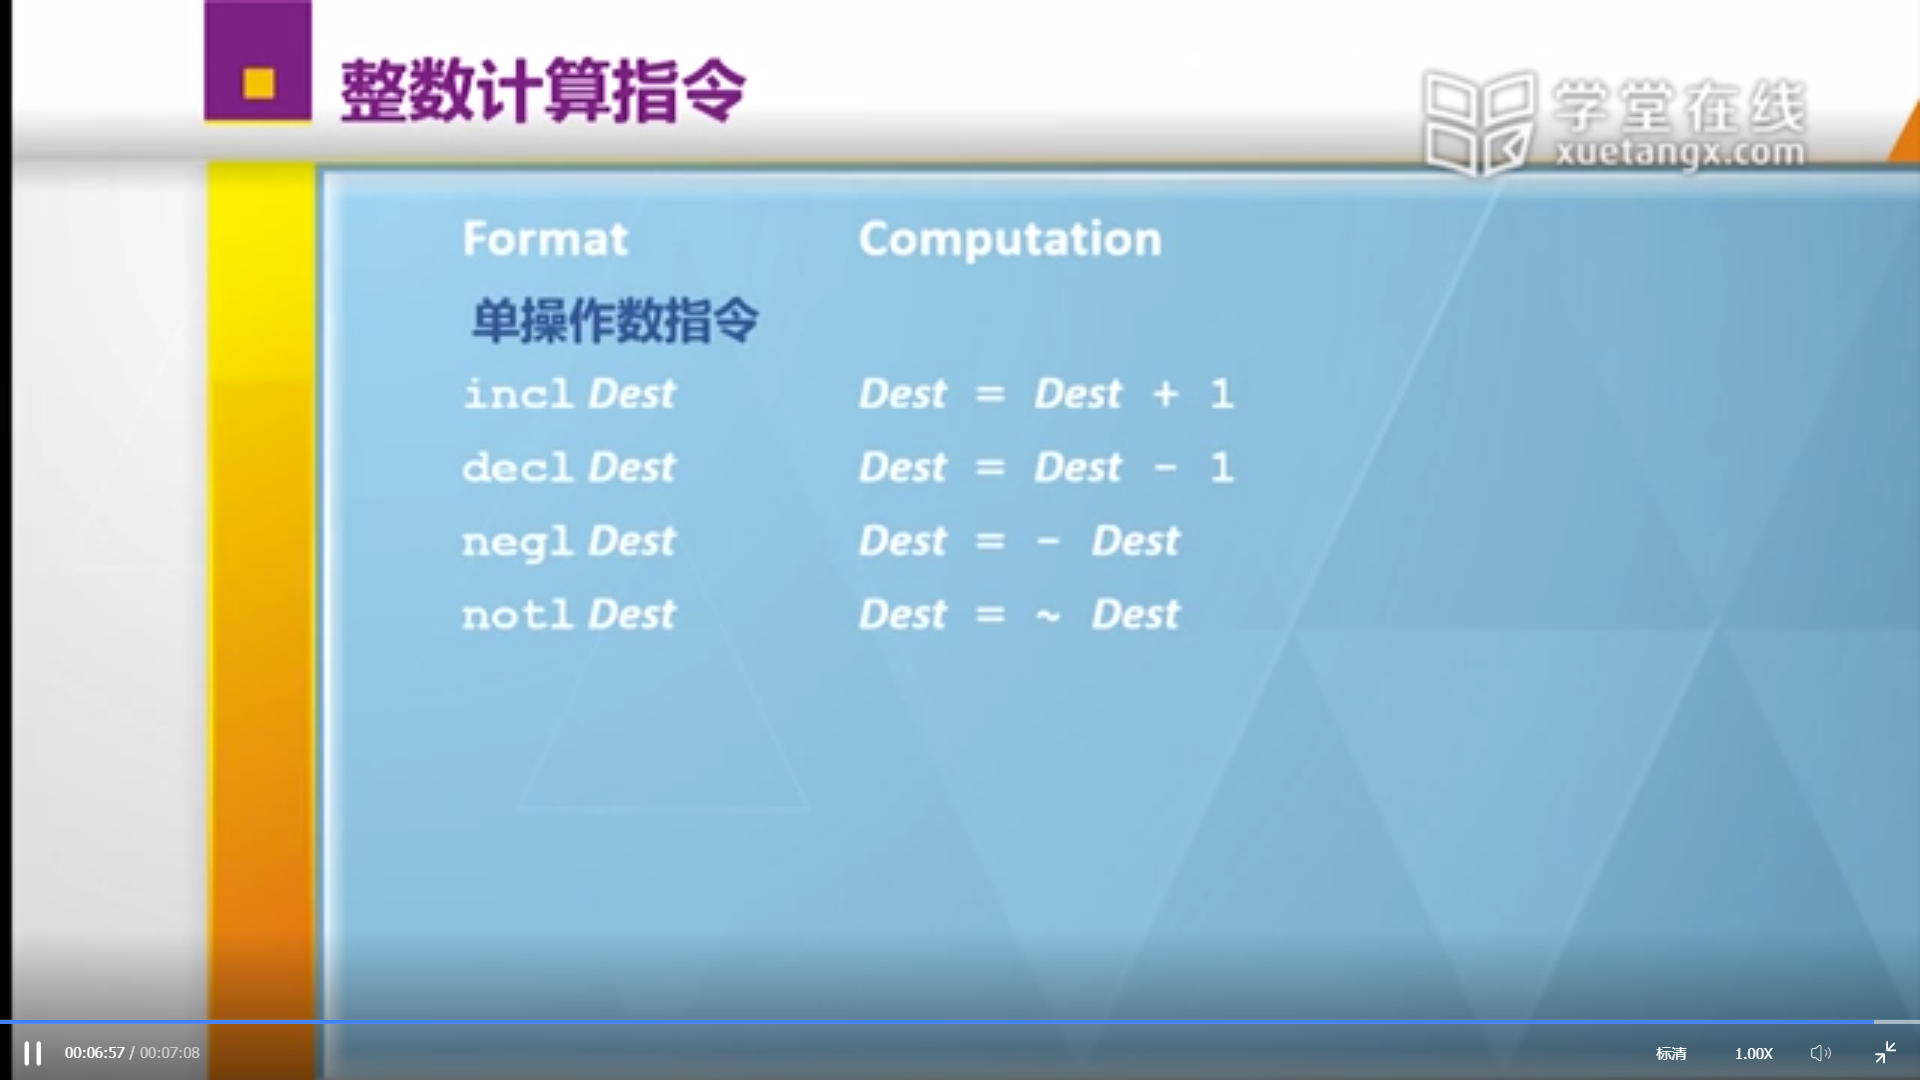 整数计算指令
学堂在线
xuetangx.com
Format Computation
单操作数指令
incl Dest Dest = Dest + 1
decl Dest Dest = Dest - 1
negl Dest Dest = - Dest
notl Dest Dest = ~ Dest
00:06:57 / 00:07:08 标清 1.00X